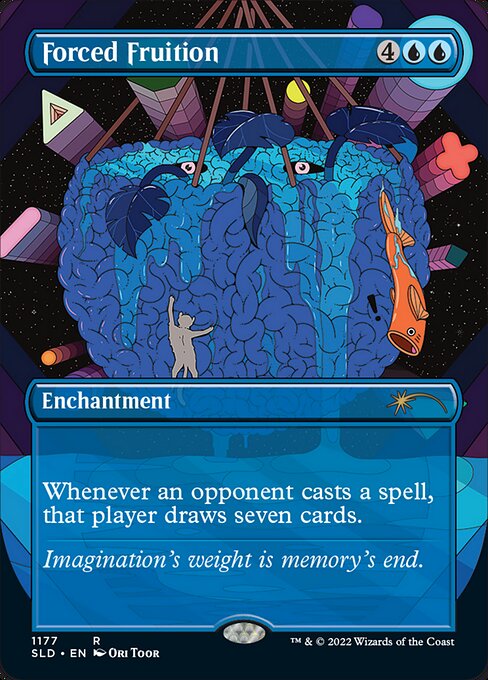 Forced Fruition 4
Enchantment
Whenever an opponent casts a spell,
that player draws seven cards.
Imagination's weight is memory's end.
1177 R
SLD • EN Ori Toor
™ & © 2022 Wizards of the Coast